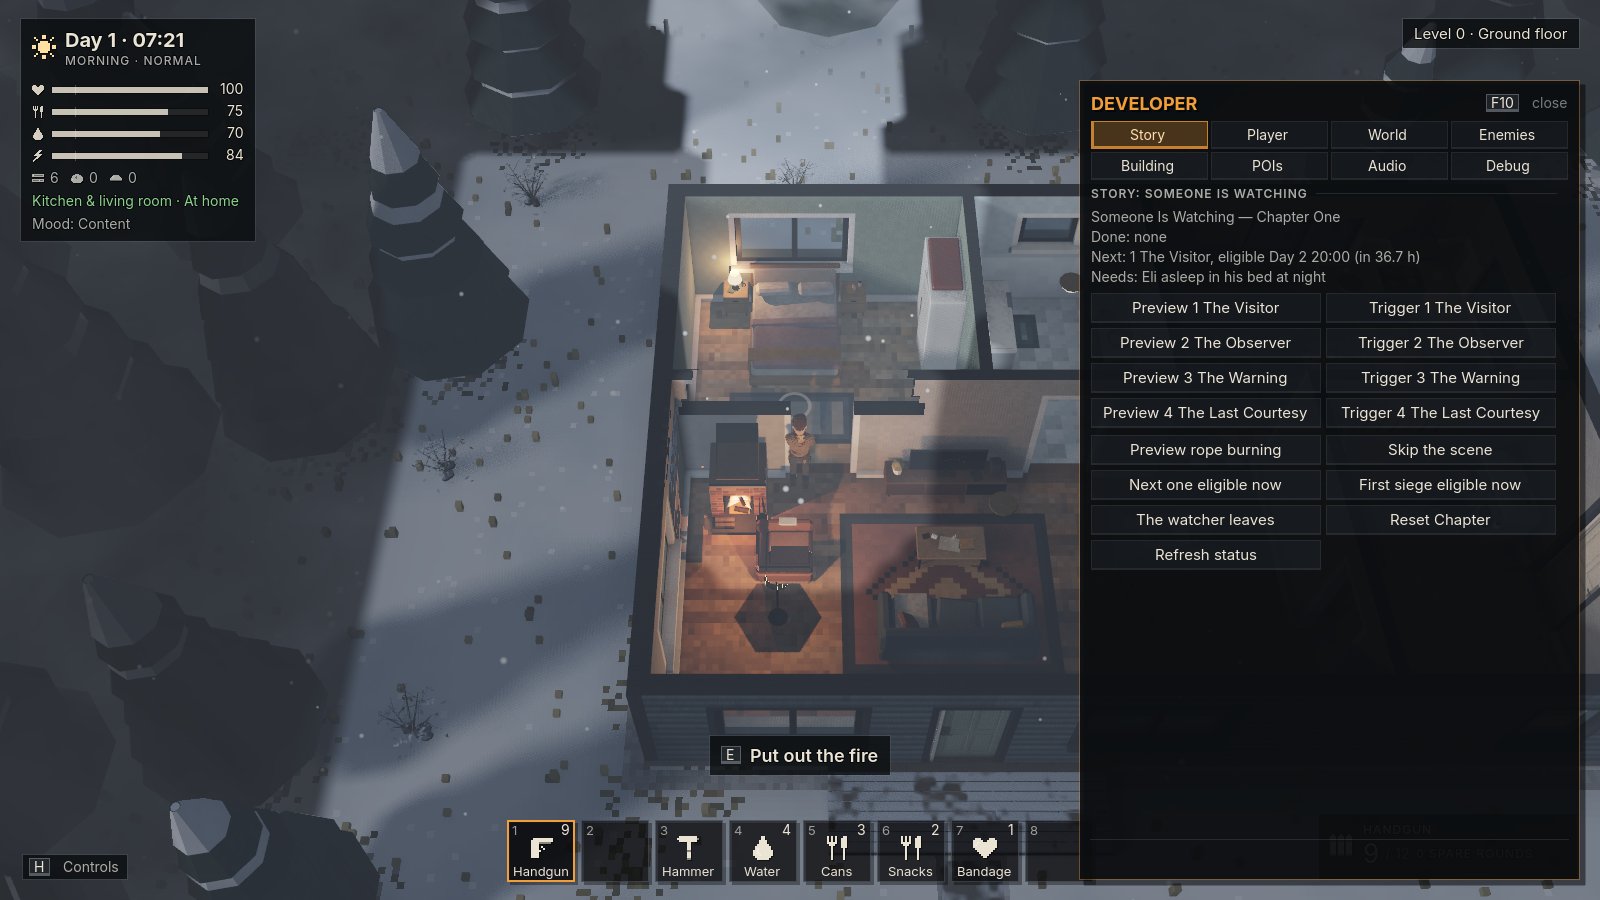 Day 1 · 07:21
MORNING · NORMAL
100
75
70
84
6 0 0
Kitchen & living room · At home
Mood: Content
Level 0 · Ground floor
DEVELOPER
F10 close
Story Player World Enemies
Building POIs Audio Debug
STORY: SOMEONE IS WATCHING
Someone Is Watching — Chapter One
Done: none
Next: 1 The Visitor, eligible Day 2 20:00 (in 36.7 h)
Needs: Eli asleep in his bed at night
Preview 1 The Visitor Trigger 1 The Visitor
Preview 2 The Observer Trigger 2 The Observer
Preview 3 The Warning Trigger 3 The Warning
Preview 4 The Last Courtesy Trigger 4 The Last Courtesy
Preview rope burning Skip the scene
Next one eligible now First siege eligible now
The watcher leaves Reset Chapter
Refresh status
E Put out the fire
1 9 2 3 4 4 5 3 6 2 7 1 8
Handgun Hammer Water Cans Snacks Bandage
HANDGUN
9 / 12 0 SPARE ROUNDS
H Controls